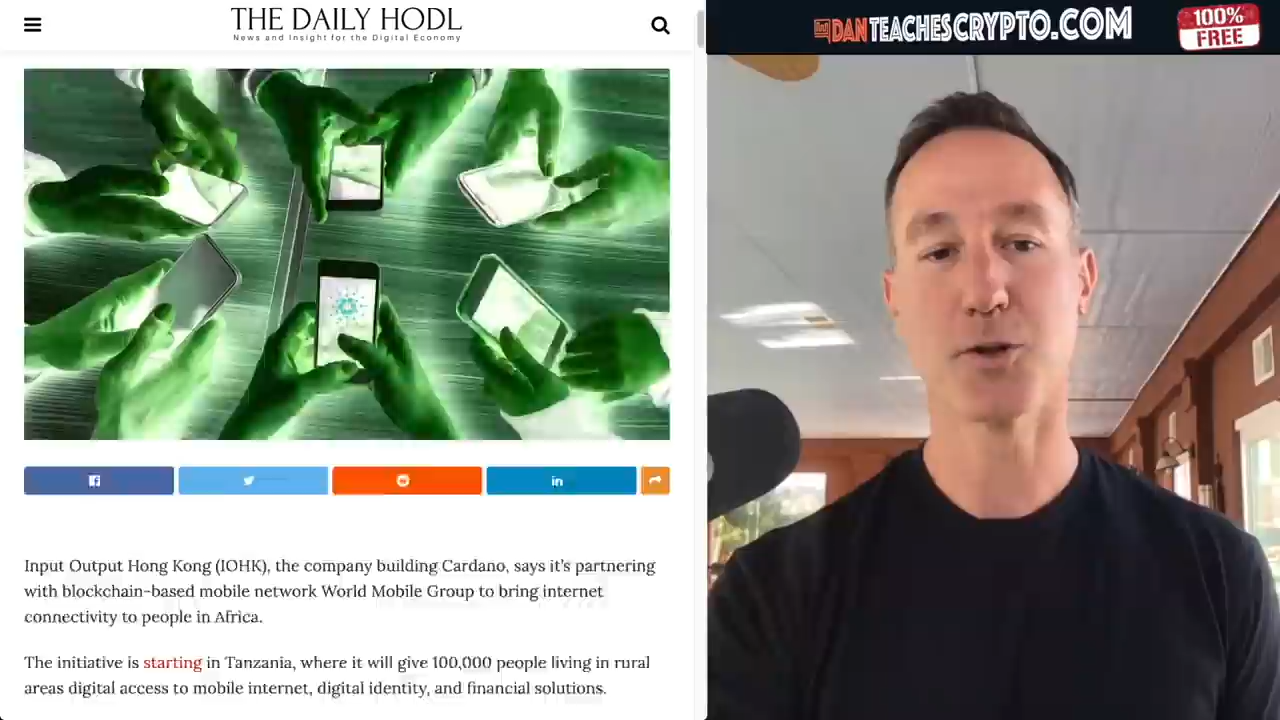 THE DAILY HODL
News and Insight for the Digital Economy
DANTEACHESCRYPTO.COM
100%
FREE
in
Input Output Hong Kong (IOHK), the company building Cardano, says it's partnering
with blockchain-based mobile network World Mobile Group to bring internet
connectivity to people in Africa.
The initiative is starting in Tanzania, where it will give 100,000 people living in rural
areas digital access to mobile internet, digital identity, and financial solutions.